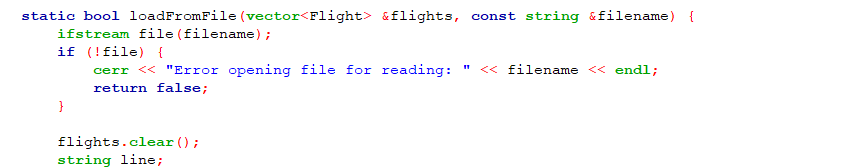 static bool loadFromFile(vector<Flight> &flights, const string &filename) {
ifstream file(filename);
if (!file) {
cerr << "Error opening file for reading: " << filename << endl;
return false;
}
flights.clear();
string line;